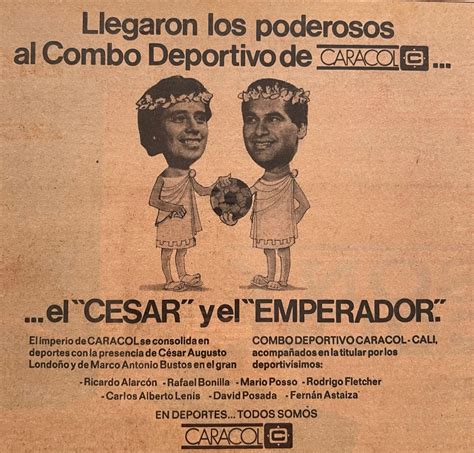 Llegaron los poderosos
al Combo Deportivo de CARACOL ...
...el "CESAR" y el "EMPERADOR".
El imperio de CARACOL se consolida en
deportes con la presencia de César Augusto
Londoño y de Marco Antonio Bustos en el gran
COMBO DEPORTIVO CARACOL - CALI,
acompañados en la titular por los
deportivísimos:
- Ricardo Alarcón - Rafael Bonilla - Mario Posso - Rodrigo Fletcher
- Carlos Alberto Lenis - David Posada - Fernán Astaiza
EN DEPORTES... TODOS SOMOS
CARACOL